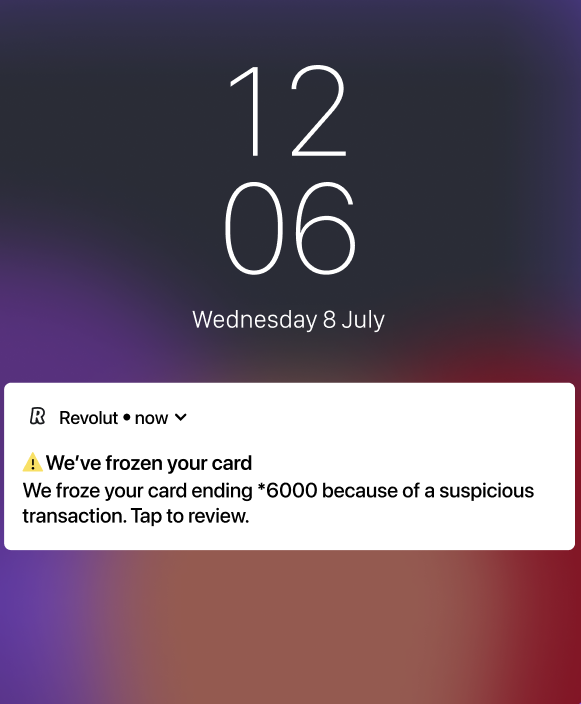 12
06
Wednesday 8 July
Revolut • now
⚠️We’ve frozen your card
We froze your card ending *6000 because of a suspicious
transaction. Tap to review.